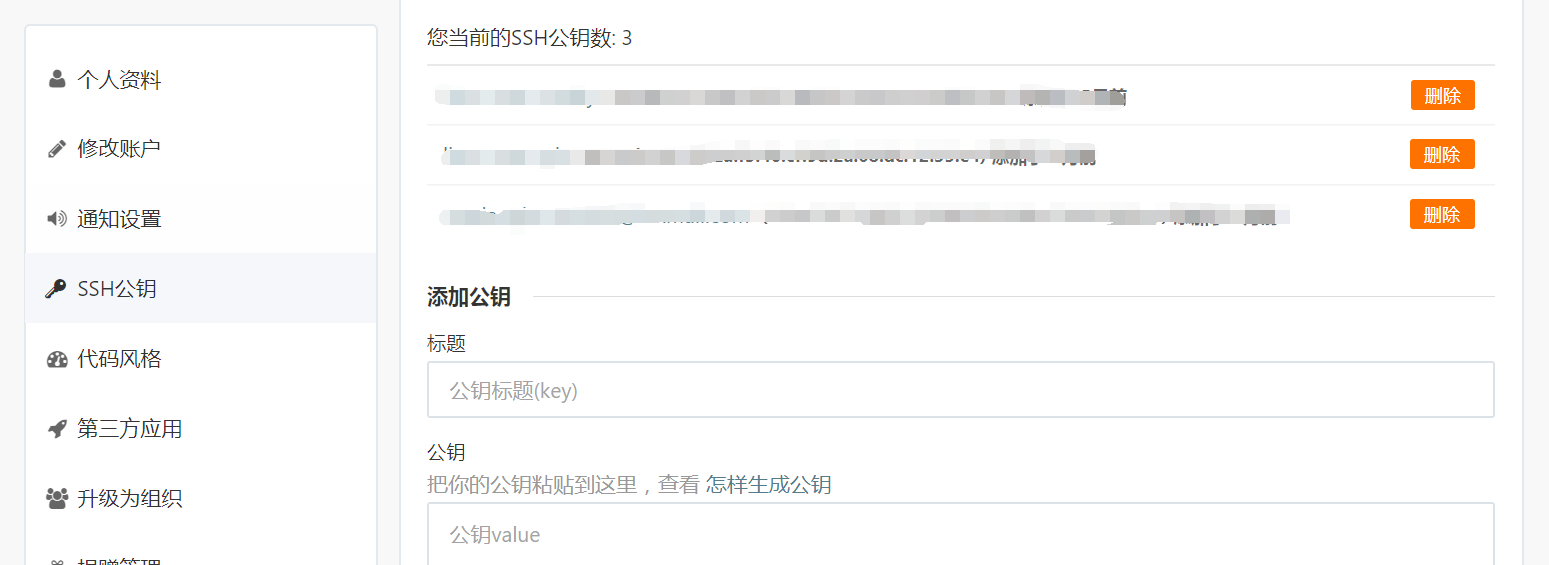 个人资料
修改账户
通知设置
SSH公钥
代码风格
第三方应用
升级为组织
捐赠管理
您当前的SSH公钥数: 3
删除
删除
删除
添加公钥
标题
公钥标题(key)
公钥
把你的公钥粘贴到这里，查看 怎样生成公钥
公钥value